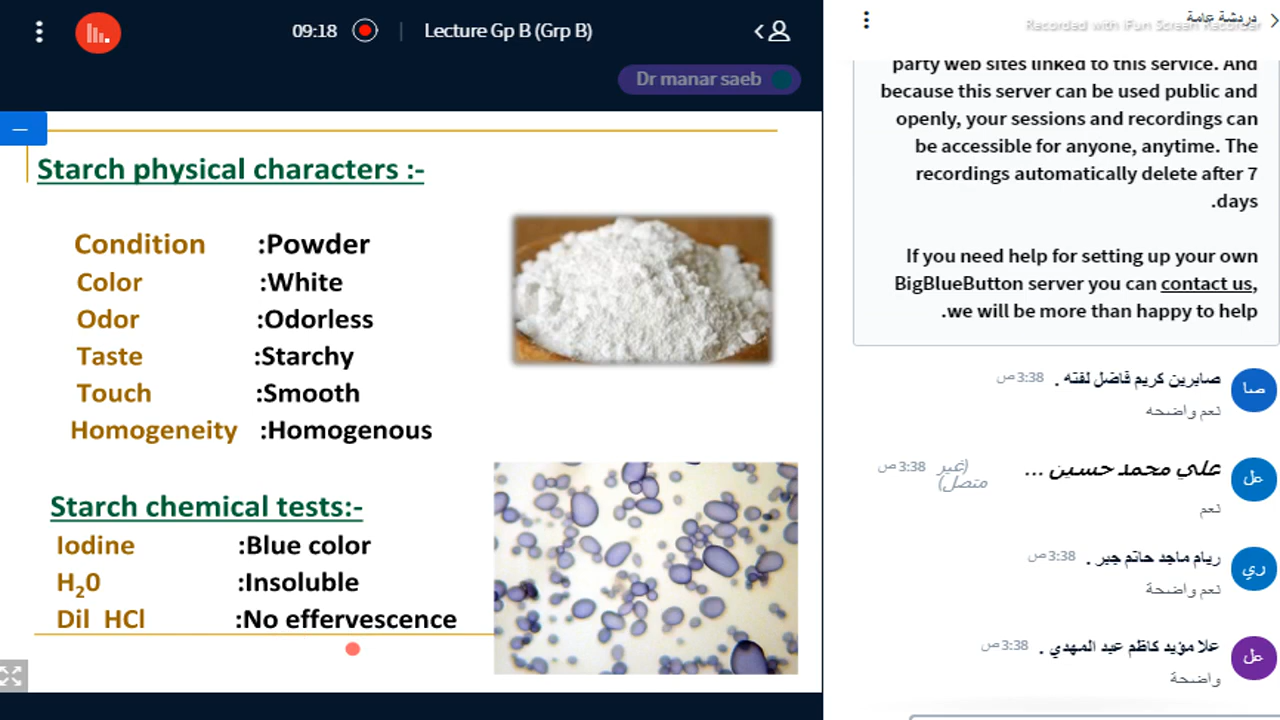 09:18
Lecture Gp B (Grp B)
Dr manar saeb
Starch physical characters :-
Condition :Powder
Color :White
Odor :Odorless
Taste :Starchy
Touch :Smooth
Homogeneity :Homogenous
Starch chemical tests:-
Iodine :Blue color
H₂0 :Insoluble
Dil HCl :No effervescence
دردشة عامة
Recorded with iFun Screen Recorder
party web sites linked to this service. And
because this server can be used public and
openly, your sessions and recordings can
be accessible for anyone, anytime. The
recordings automatically delete after 7
.days
If you need help for setting up your own
BigBlueButton server you can contact us,
.we will be more than happy to help
صا
صابرين كريم فاضل لفته . 3:38 ص
نعم واضحه
عل
علي محمد حسين ... (غير متصل) 3:38 ص
نعم
ري
ريام ماجد حاتم جبر . 3:38 ص
نعم واضحة
عل
علا مؤيد كاظم عبد المهدي . 3:38 ص
واضحة